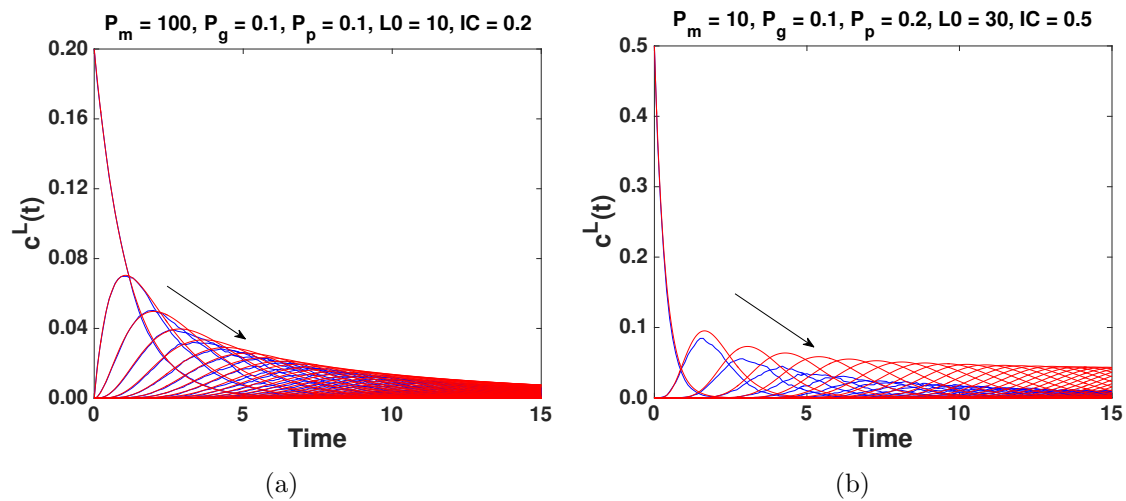 P_m = 100, P_g = 0.1, P_p = 0.1, L0 = 10, IC = 0.2
0.20
0.16
0.12
0.08
0.04
0.00
c^L(t)
0 5 10 15
Time
(a)
P_m = 10, P_g = 0.1, P_p = 0.2, L0 = 30, IC = 0.5
0.5
0.4
0.3
0.2
0.1
0.0
c^L(t)
0 5 10 15
Time
(b)